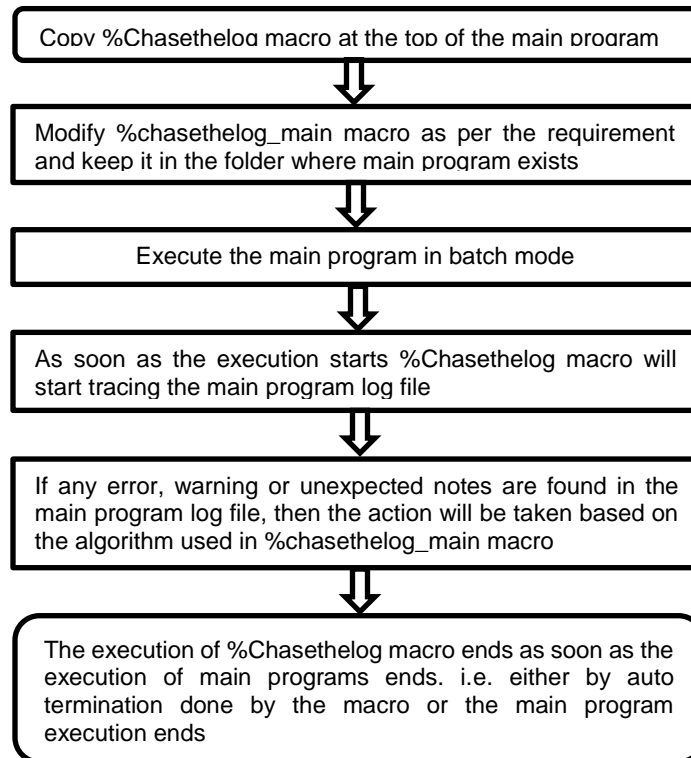 Copy %Chasethelog macro at the top of the main program
Modify %chasethelog_main macro as per the requirement
and keep it in the folder where main program exists
Execute the main program in batch mode
As soon as the execution starts %Chasethelog macro will
start tracing the main program log file
If any error, warning or unexpected notes are found in the
main program log file, then the action will be taken based on
the algorithm used in %chasethelog_main macro
The execution of %Chasethelog macro ends as soon as the
execution of main programs ends. i.e. either by auto
termination done by the macro or the main program
execution ends